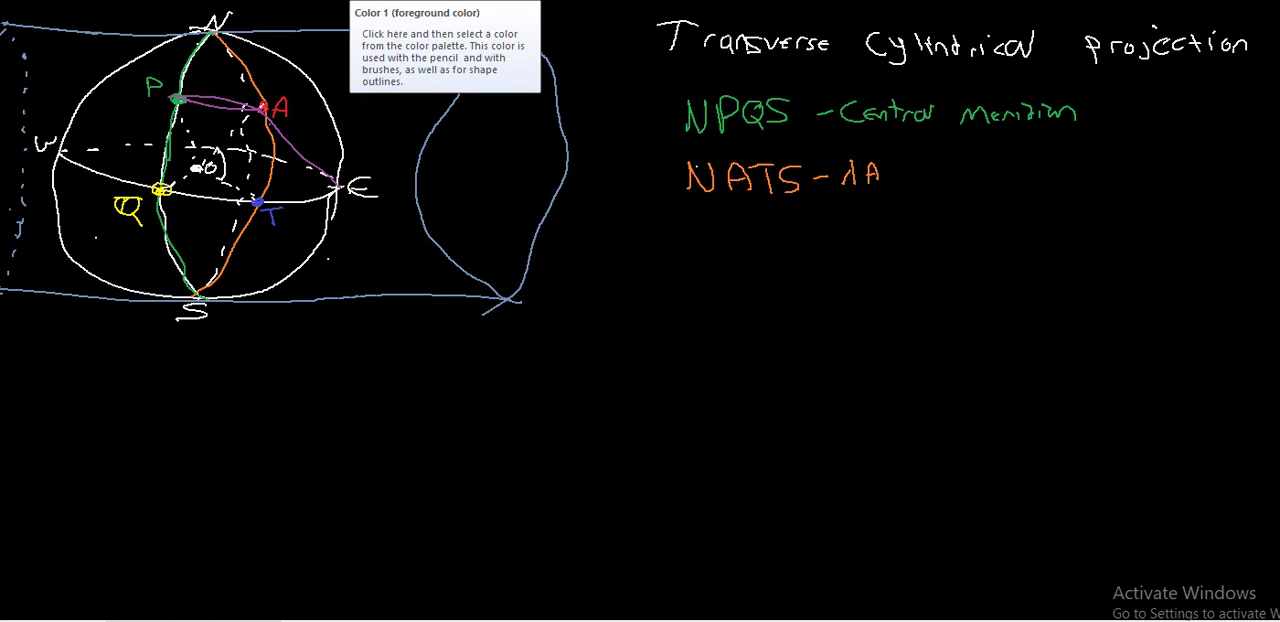 N
Color 1 (foreground color)
Click here and then select a color
from the color palette. This color is
used with the pencil and with
brushes, as well as for shape
outlines.
Transverse Cylindrical projection
P
A
NPQS - Central Meridian
W
NATS - λA
E
Q
T
S
Activate Windows
Go to Settings to activate W